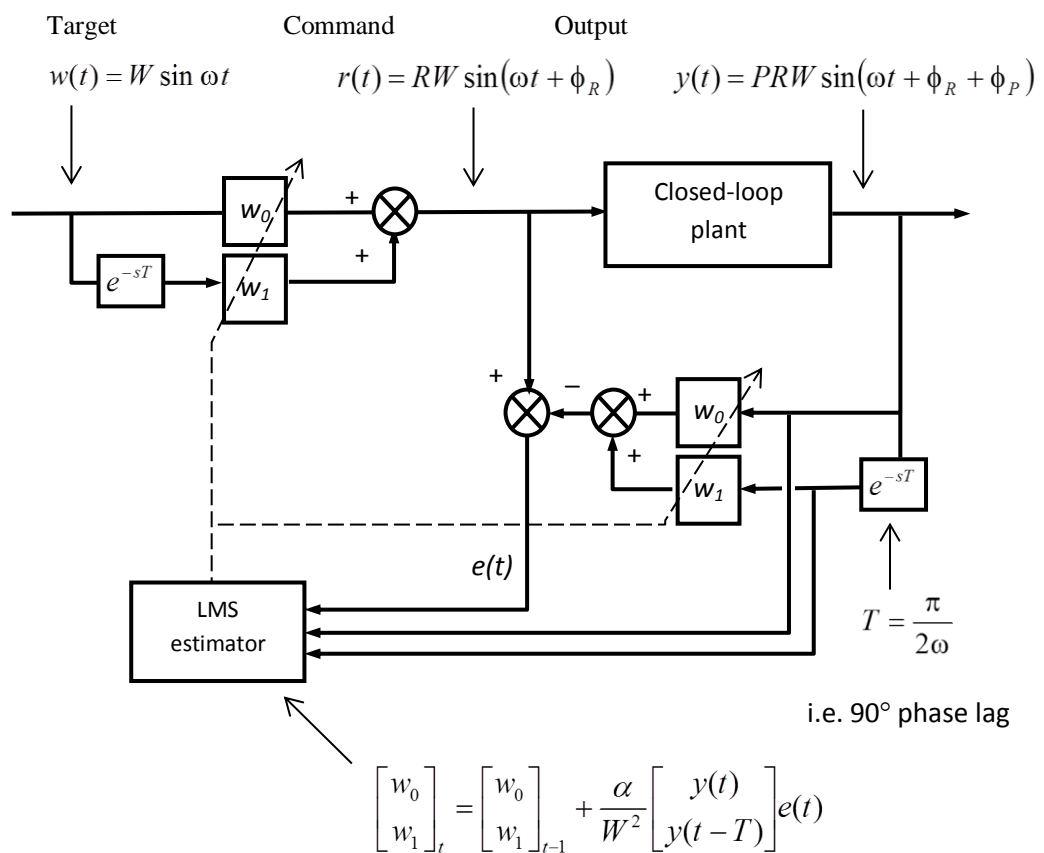 Target Command Output
w(t) = W sin ωt r(t) = RW sin(ωt + ϕ_R) y(t) = PRW sin(ωt + ϕ_R + ϕ_P)
w_0 + Closed-loop
plant
+
e^{-sT} w_1
+ − + w_0
+ w_1 e^{-sT}
e(t)
LMS
estimator
T = π / 2ω
i.e. 90° phase lag
[w_0 w_1]_t = [w_0 w_1]_{t−1} + α/W^2 [y(t) y(t − T)] e(t)